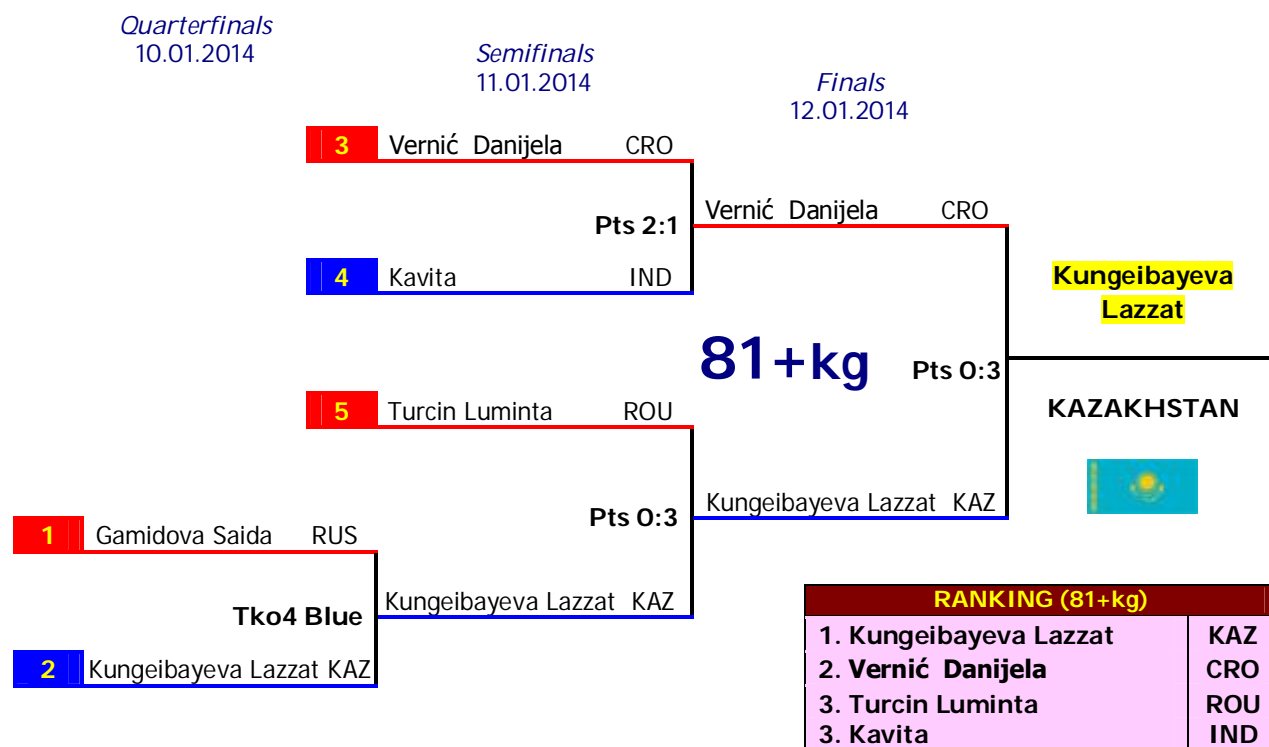 Quarterfinals
10.01.2014
Semifinals
11.01.2014
Finals
12.01.2014
3 Vernić Danijela CRO
Pts 2:1
Vernić Danijela CRO
4 Kavita IND
Kungeibayeva
Lazzat
81+kg
Pts 0:3
5 Turcin Luminta ROU
KAZAKHSTAN
Pts 0:3
Kungeibayeva Lazzat KAZ
1 Gamidova Saida RUS
Tko4 Blue
Kungeibayeva Lazzat KAZ
2 Kungeibayeva Lazzat KAZ
RANKING (81+kg)
1. Kungeibayeva Lazzat KAZ
2. Vernić Danijela CRO
3. Turcin Luminta ROU
3. Kavita IND